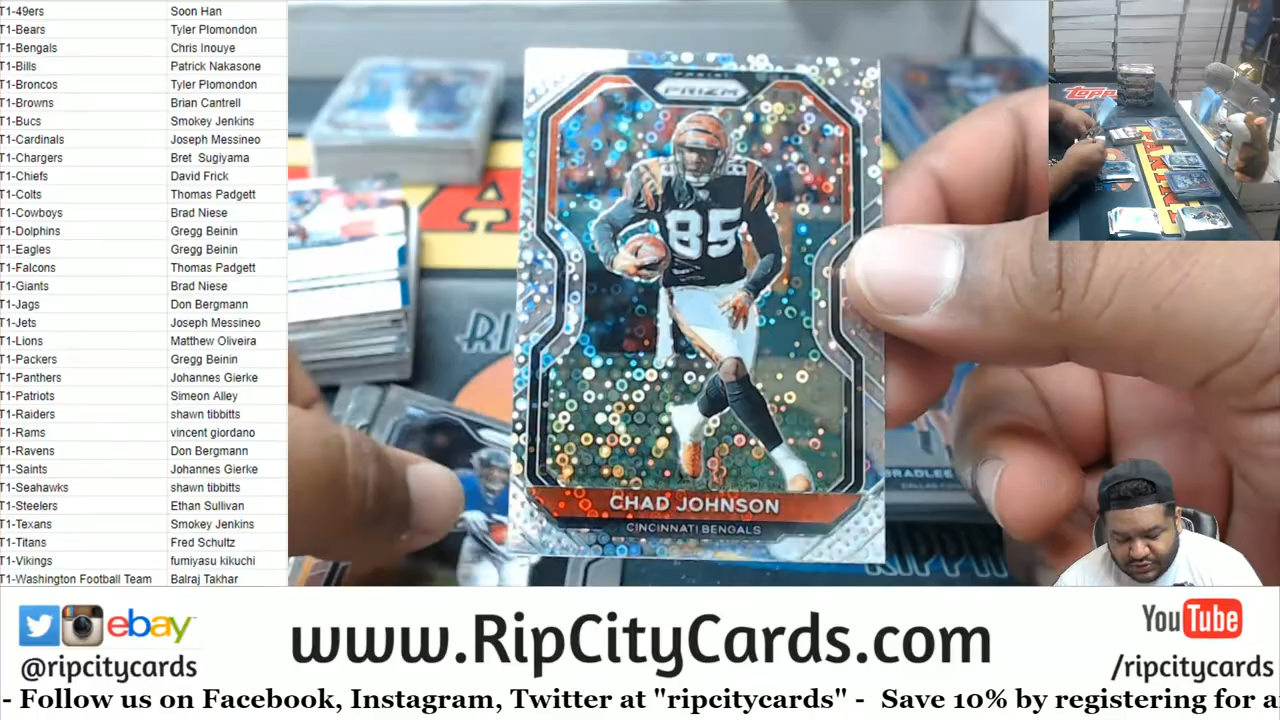 T1-49ers Soon Han
T1-Bears Tyler Plomondon
T1-Bengals Chris Inouye
T1-Bills Patrick Nakasone
T1-Broncos Tyler Plomondon
T1-Browns Brian Cantrell
T1-Bucs Smokey Jenkins
T1-Cardinals Joseph Messineo
T1-Chargers Bret Sugiyama
T1-Chiefs David Frick
T1-Colts Thomas Padgett
T1-Cowboys Brad Niese
T1-Dolphins Gregg Beinin
T1-Eagles Gregg Beinin
T1-Falcons Thomas Padgett
T1-Giants Brad Niese
T1-Jags Don Bergmann
T1-Jets Joseph Messineo
T1-Lions Matthew Oliveira
T1-Packers Gregg Beinin
T1-Panthers Johannes Gierke
T1-Patriots Simeon Alley
T1-Raiders shawn tibbitts
T1-Rams vincent giordano
T1-Ravens Don Bergmann
T1-Saints Johannes Gierke
T1-Seahawks shawn tibbitts
T1-Steelers Ethan Sullivan
T1-Texans Smokey Jenkins
T1-Titans Fred Schultz
T1-Vikings fumiyasu kikuchi
T1-Washington Football Team Balraj Takhar
PANINI
PRIZM
85
CHAD JOHNSON
CINCINNATI BENGALS
Topps
ebay
@ripcitycards
www.RipCityCards.com
YouTube
/ripcitycards
- Follow us on Facebook, Instagram, Twitter at "ripcitycards" - Save 10% by registering for a